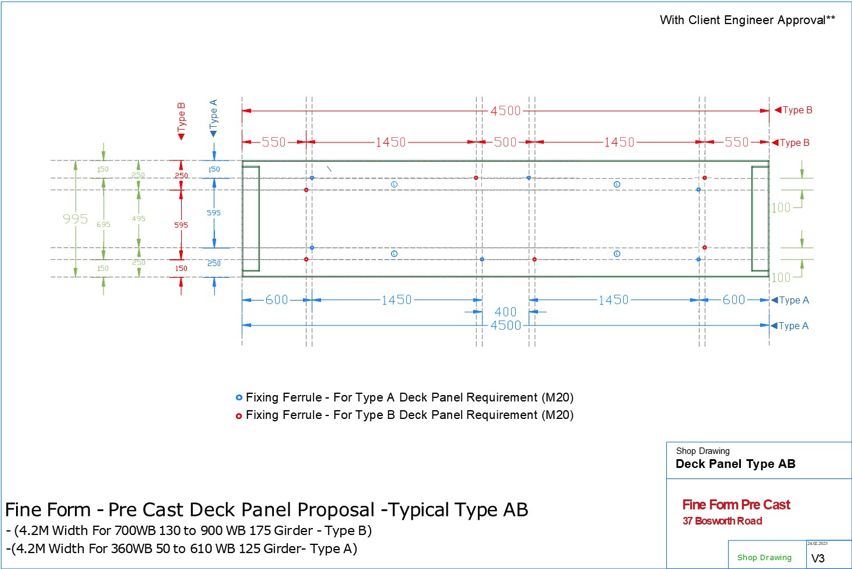 With Client Engineer Approval**
Type B
Type A
4500
Type B
550
1450
500
1450
550
Type B
150
250
250
150
995
695
495
595
595
100
150
250
150
250
100
600
1450
1450
600
Type A
400
4500
Type A
Fixing Ferrule - For Type A Deck Panel Requirement (M20)
Fixing Ferrule - For Type B Deck Panel Requirement (M20)
Shop Drawing
Deck Panel Type AB
Fine Form - Pre Cast Deck Panel Proposal -Typical Type AB
- (4.2M Width For 700WB 130 to 900 WB 175 Girder - Type B)
-(4.2M Width For 360WB 50 to 610 WB 125 Girder- Type A)
Fine Form Pre Cast
37 Bosworth Road
Shop Drawing
V3